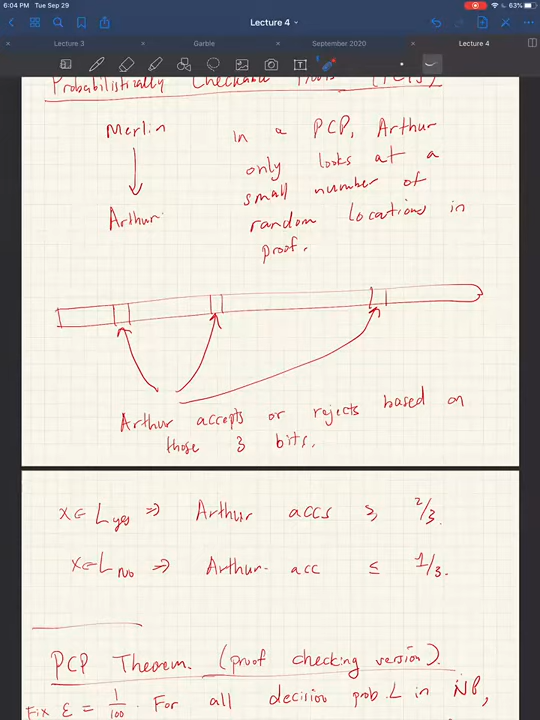 6:04 PM Tue Sep 29
63%
Lecture 4
Lecture 3
Garble
September 2020
Lecture 4
Probabilistically Checkable Proofs (PCPs)
Merlin
Arthur.
In a PCP, Arthur
only looks at a
small number of
random locations in
proof.
Arthur accepts or rejects based on
those 3 bits.
x ∈ L yes ⇒ Arthur accs ≥ 2/3.
x ∈ L No ⇒ Arthur acc ≤ 1/3.
PCP Theorem. (proof checking version).
Fix ε = 1/100. For all decision prob. L in NP,